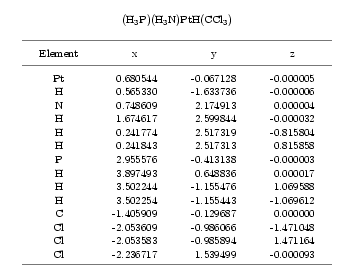 (H₃P)(H₃N)PtH(CCl₃)
Element x y z
Pt 0.680544 -0.067128 -0.000005
H 0.565330 -1.633736 -0.000006
N 0.748609 2.174913 0.000004
H 1.674617 2.599844 -0.000032
H 0.241774 2.517319 -0.815804
H 0.241843 2.517313 0.815858
P 2.955576 -0.413138 -0.000003
H 3.897493 0.648836 0.000017
H 3.502244 -1.155476 1.069588
H 3.502254 -1.155443 -1.069612
C -1.405909 -0.129687 0.000000
Cl -2.053609 -0.986066 -1.471048
Cl -2.053583 -0.985894 1.471164
Cl -2.236717 1.539499 -0.000093